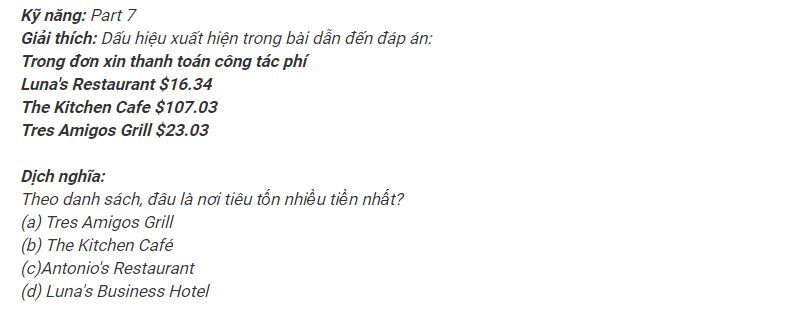 Kỹ năng: Part 7
Giải thích: Dấu hiệu xuất hiện trong bài dẫn đến đáp án:
Trong đơn xin thanh toán công tác phí
Luna's Restaurant $16.34
The Kitchen Cafe $107.03
Tres Amigos Grill $23.03
Dịch nghĩa:
Theo danh sách, đâu là nơi tiêu tốn nhiều tiền nhất?
(a) Tres Amigos Grill
(b) The Kitchen Café
(c)Antonio's Restaurant
(d) Luna's Business Hotel